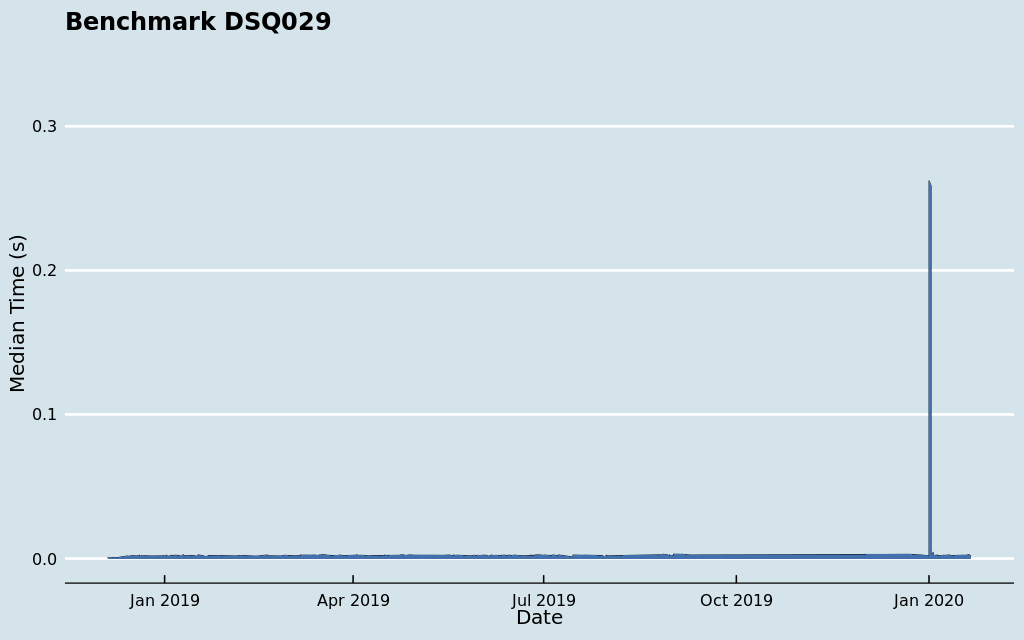 Benchmark DSQ029
0.3
0.2
0.1
0.0
Median Time (s)
Jan 2019 Apr 2019 Jul 2019 Oct 2019 Jan 2020
Date